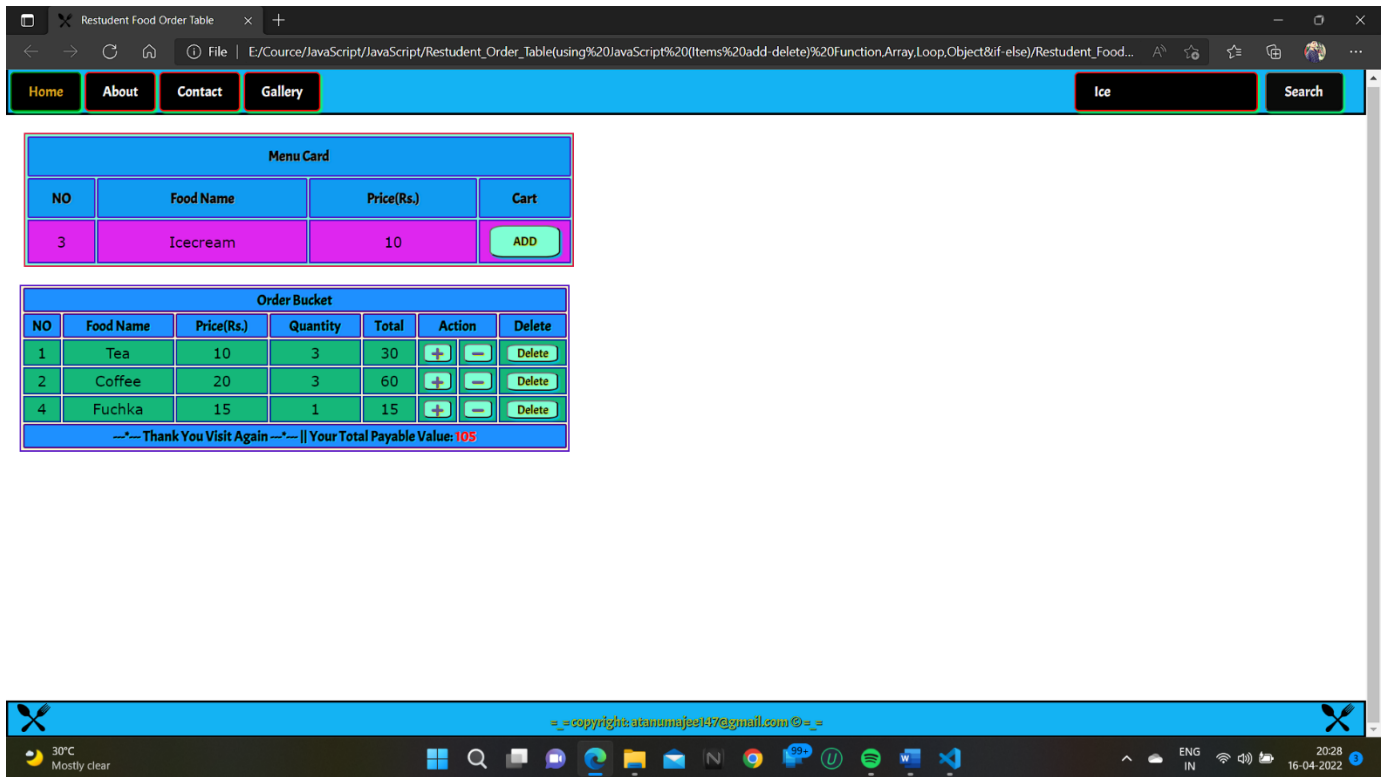 Restudent Food Order Table
File | E:/Cource/JavaScript/JavaScript/Restudent_Order_Table(using%20JavaScript%20(Items%20add-delete)%20Function,Array,Loop,Object&if-else)/Restudent_Food...
Home About Contact Gallery Ice Search
Menu Card
NO Food Name Price(Rs.) Cart
3 Icecream 10 ADD
Order Bucket
NO Food Name Price(Rs.) Quantity Total Action Delete
1 Tea 10 3 30 + − Delete
2 Coffee 20 3 60 + − Delete
4 Fuchka 15 1 15 + − Delete
---*--- Thank You Visit Again ---*--- || Your Total Payable Value: 105
=_= copyright: atanumajee147@gmail.com © =_=
30°C
Mostly clear
99+
ENG
IN
20:28
16-04-2022
3